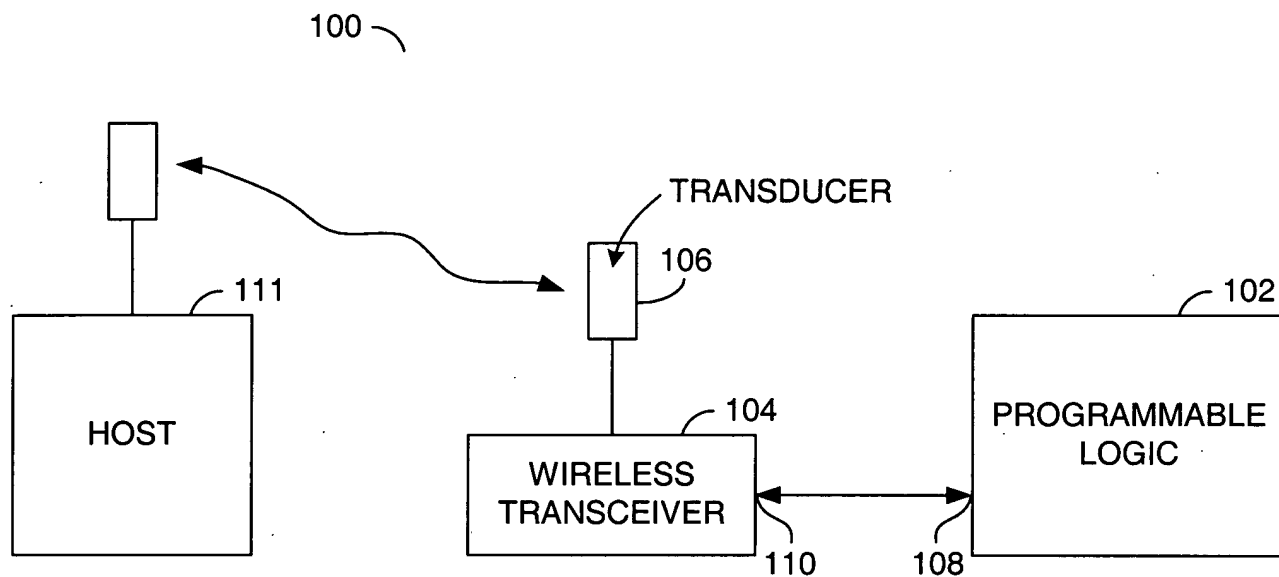 100
TRANSDUCER
106
111
102
HOST
104
PROGRAMMABLE
LOGIC
WIRELESS
TRANSCEIVER
110
108